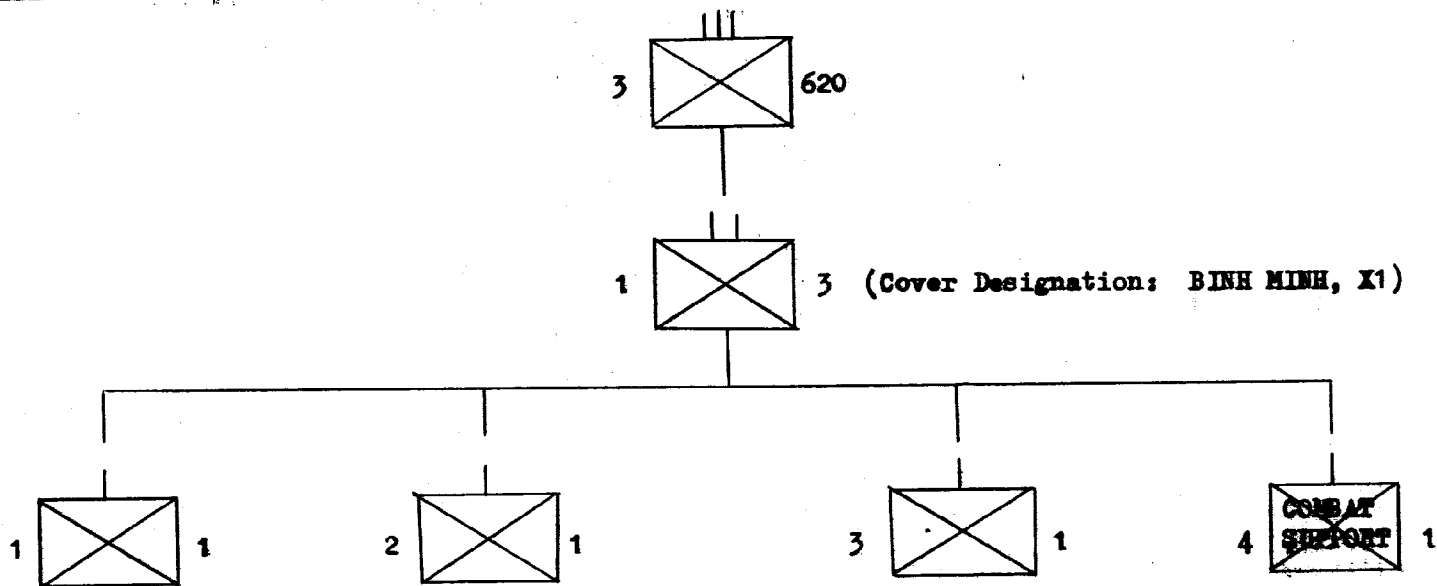 3 620
1 3 (Cover Designation: BINH MINH, X1)
1 1 2 1 3 1 4 COMBAT SUPPORT 1